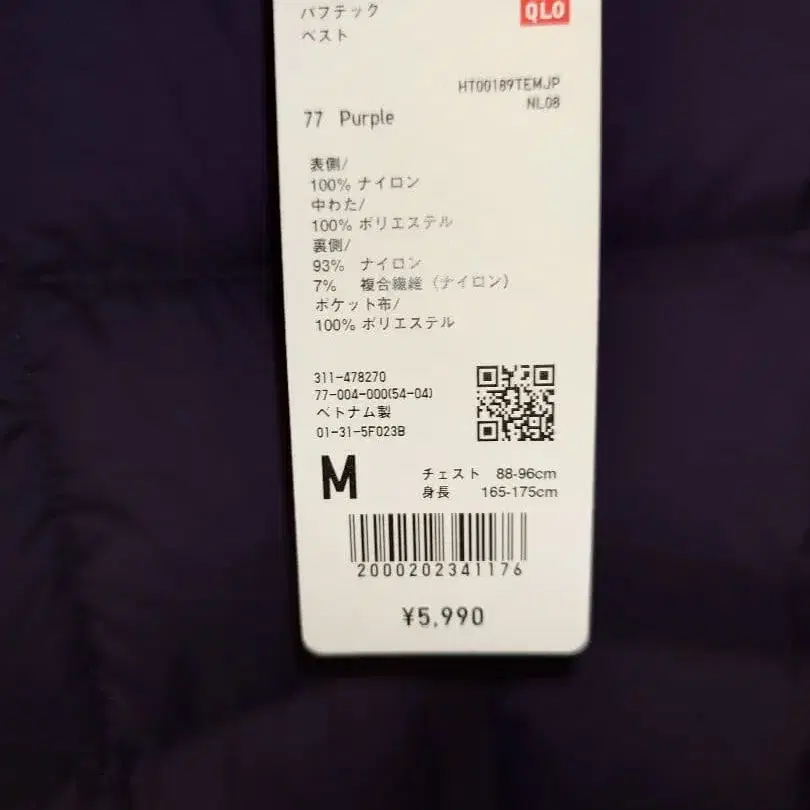 パフテック
QLO
ベスト
HT00189TEMJP
NL08
77 Purple
表側/
100% ナイロン
中わた/
100% ポリエステル
裏側/
93% ナイロン
7% 複合繊維 (ナイロン)
ポケット布/
100% ポリエステル
311-478270
77-004-000(54-04)
ベトナム製
01-31-5F023B
M
チェスト 88-96cm
身長 165-175cm
2000202341176
¥5,990